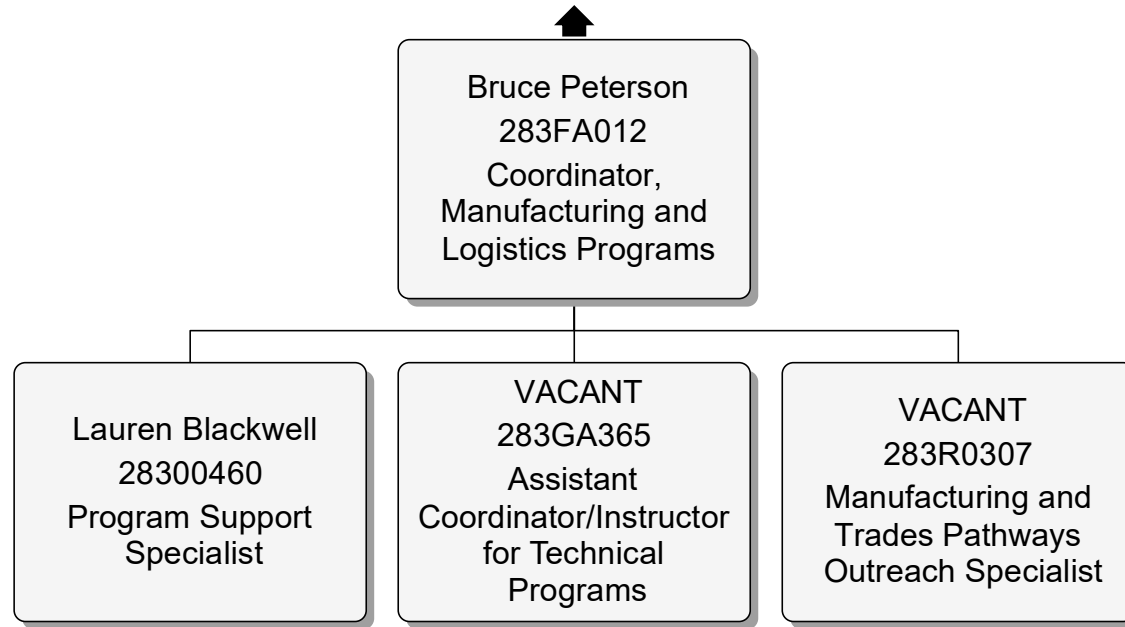 Bruce Peterson
283FA012
Coordinator,
Manufacturing and
Logistics Programs
Lauren Blackwell
28300460
Program Support
Specialist
VACANT
283GA365
Assistant
Coordinator/Instructor
for Technical
Programs
VACANT
283R0307
Manufacturing and
Trades Pathways
Outreach Specialist